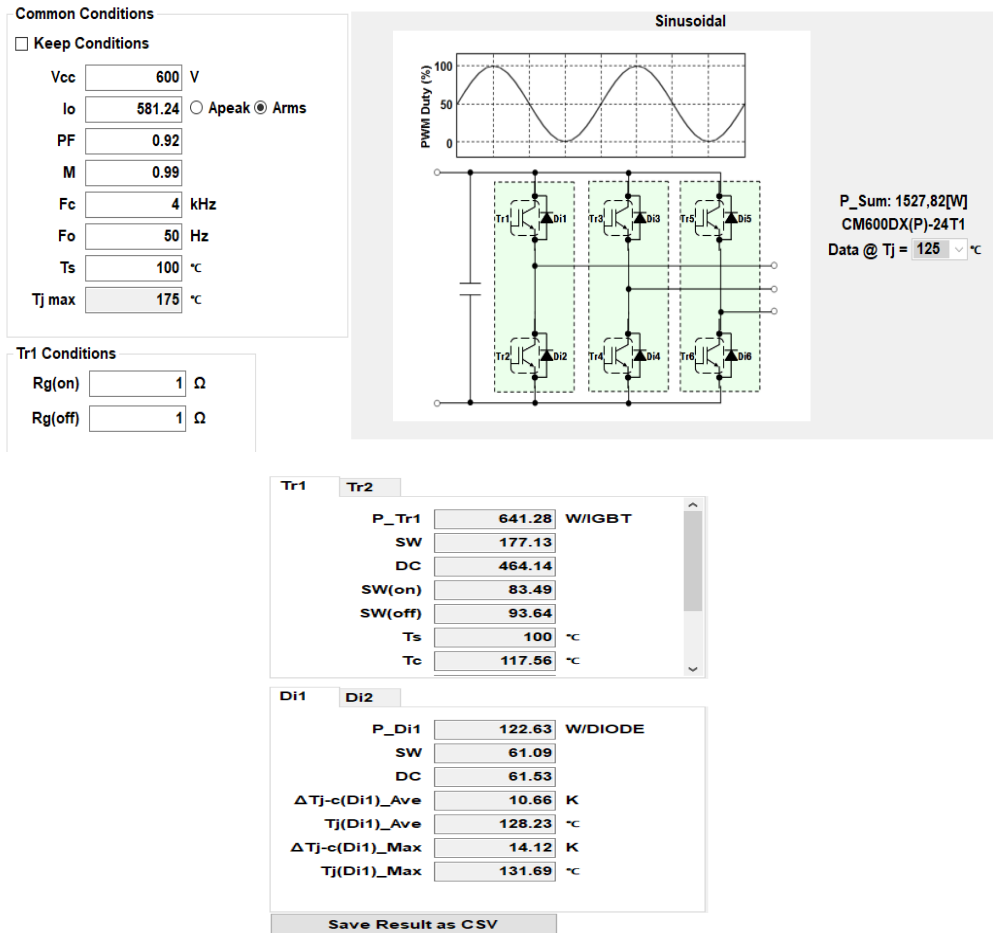 Common Conditions
Keep Conditions
Vcc 600 V
Io 581.24 Apeak Arms
PF 0.92
M 0.99
Fc 4 kHz
Fo 50 Hz
Ts 100 °C
Tj max 175 °C
Tr1 Conditions
Rg(on) 1 Ω
Rg(off) 1 Ω
Sinusoidal
PWM Duty (%)
100
50
0
Tr1 Di1 Tr3 Di3 Tr5 Di5
Tr2 Di2 Tr4 Di4 Tr6 Di6
P_Sum: 1527,82[W]
CM600DX(P)-24T1
Data @ Tj = 125 °C
Tr1 Tr2
P_Tr1 641.28 W/IGBT
SW 177.13
DC 464.14
SW(on) 83.49
SW(off) 93.64
Ts 100 °C
Tc 117.56 °C
Di1 Di2
P_Di1 122.63 W/DIODE
SW 61.09
DC 61.53
ΔTj-c(Di1)_Ave 10.66 K
Tj(Di1)_Ave 128.23 °C
ΔTj-c(Di1)_Max 14.12 K
Tj(Di1)_Max 131.69 °C
Save Result as CSV